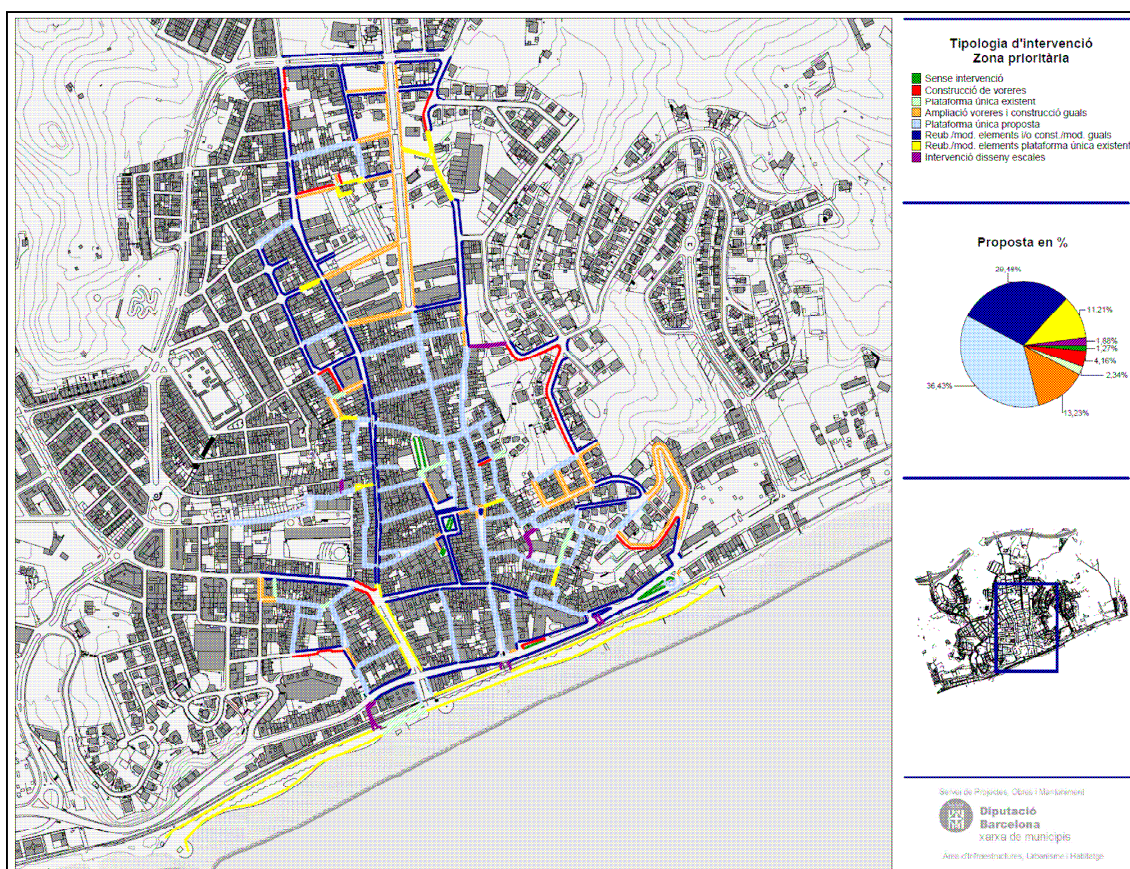 Tipologia d'intervenció
Zona prioritària
Sense intervenció
Construcció de voreres
Plataforma única existent
Ampliació voreres i construcció guals
Plataforma única proposta
Reub./mod. elements i/o const./mod. guals
Reub./mod. elements plataforma única existent
Intervenció disseny escales
Proposta en %
11,21%
1,68%
1,27%
4,16%
2,34%
13,23%
36,43%
Servei de Projectes, Obres i Manteniment
Diputació
Barcelona
xarxa de municipis
Àrea d'Infraestructures, Urbanisme i Habitatge